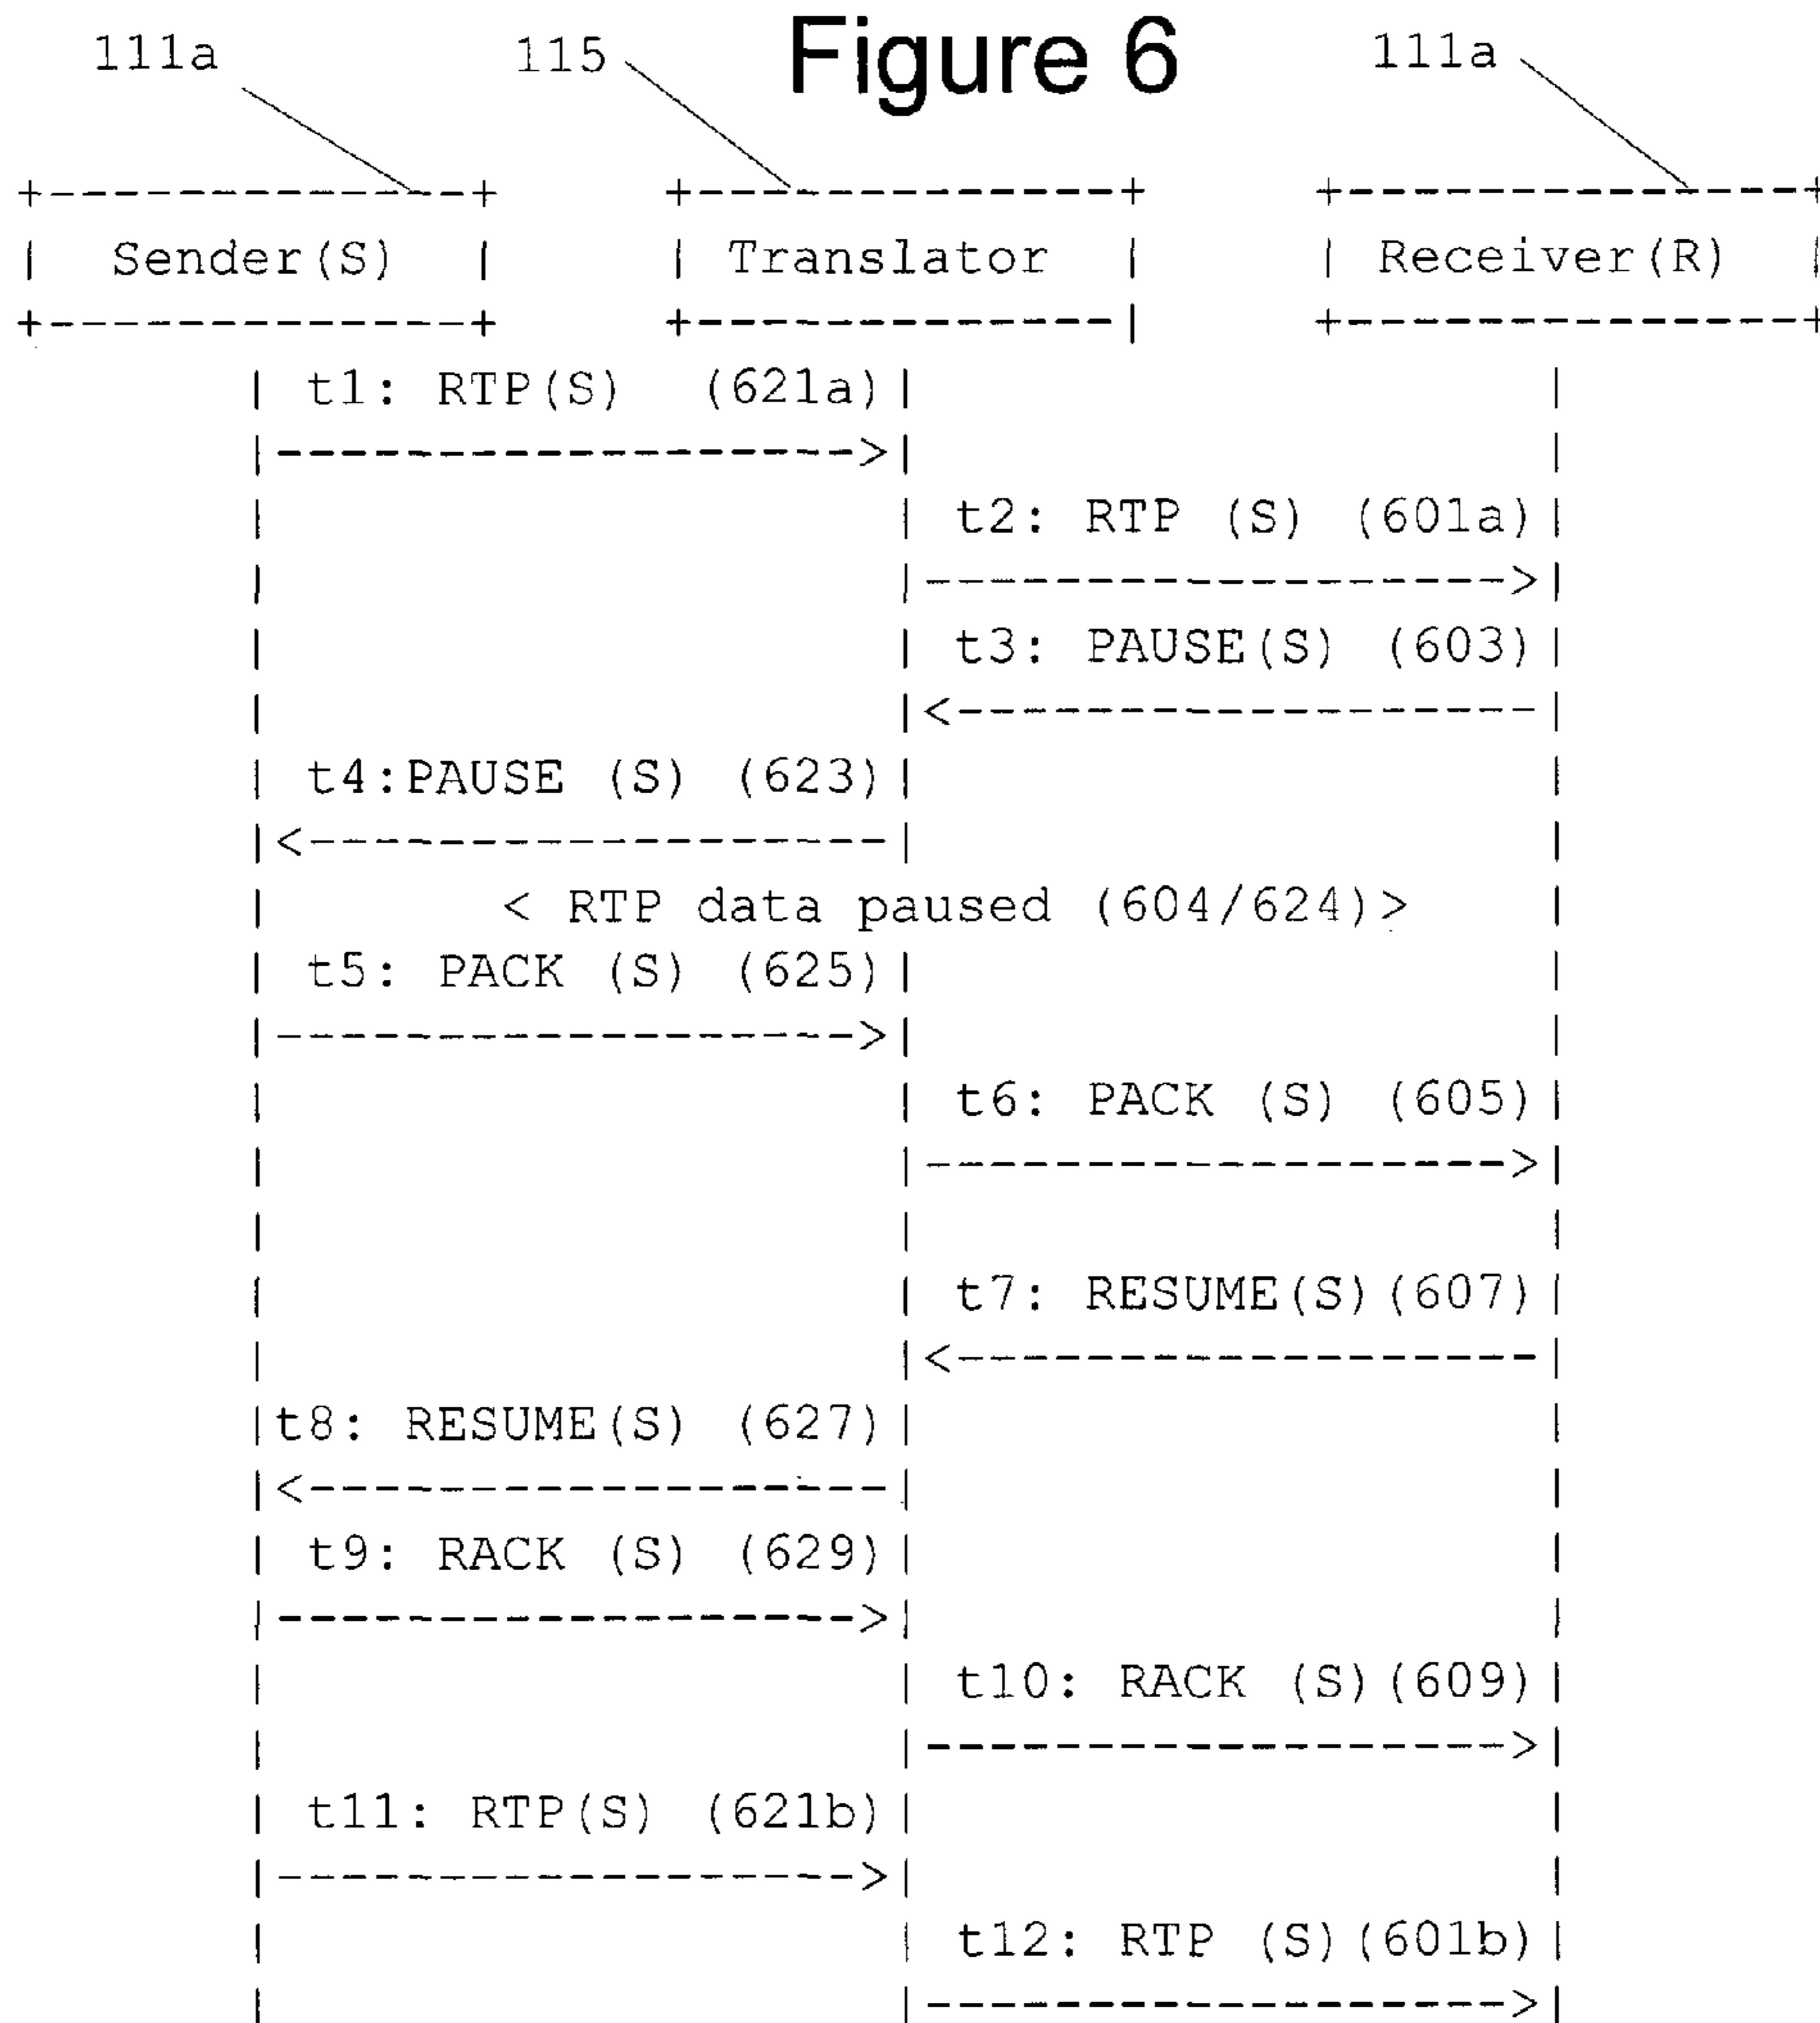 Figure 6
111a 115 111a
Sender(S) Translator Receiver(R)
t1: RTP(S) (621a)
t2: RTP (S) (601a)
t3: PAUSE(S) (603)
t4:PAUSE (S) (623)
< RTP data paused (604/624)>
t5: PACK (S) (625)
t6: PACK (S) (605)
t7: RESUME(S)(607)
t8: RESUME(S) (627)
t9: RACK (S) (629)
t10: RACK (S)(609)
t11: RTP(S) (621b)
t12: RTP (S)(601b)